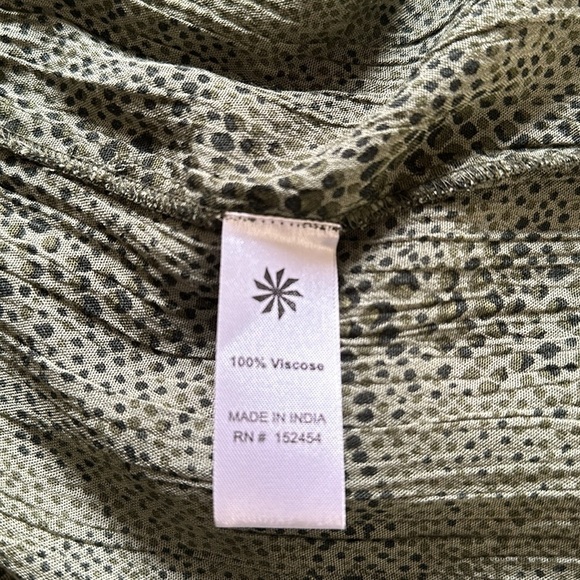 100% Viscose
MADE IN INDIA
RN # 152454